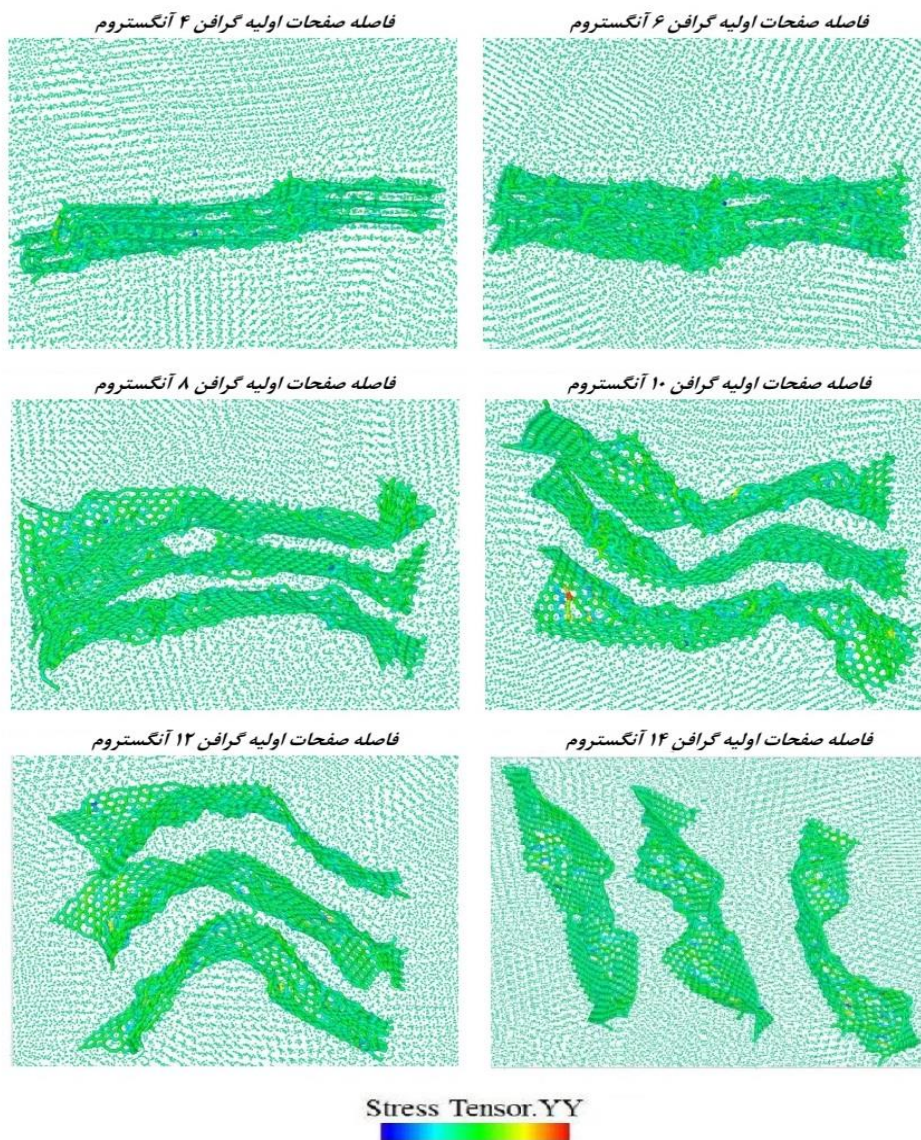 فاصله صفحات اولیه گرافن ۴ آنگستروم
فاصله صفحات اولیه گرافن ۶ آنگستروم
فاصله صفحات اولیه گرافن ۸ آنگستروم
فاصله صفحات اولیه گرافن ۱۰ آنگستروم
فاصله صفحات اولیه گرافن ۱۲ آنگستروم
فاصله صفحات اولیه گرافن ۱۴ آنگستروم
Stress Tensor.YY